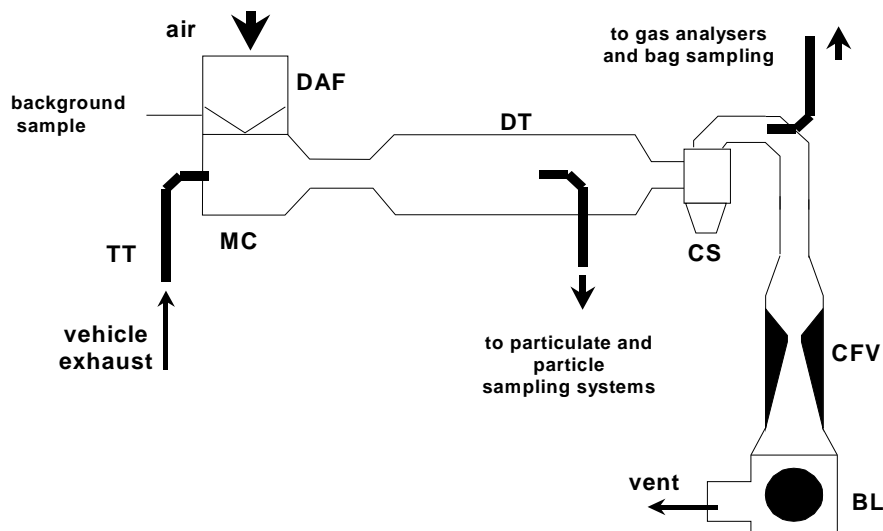 air
to gas analysers
and bag sampling
DAF
background
sample
DT
MC
CS
TT
vehicle
exhaust
to particulate and
particle
sampling systems
CFV
vent
BL